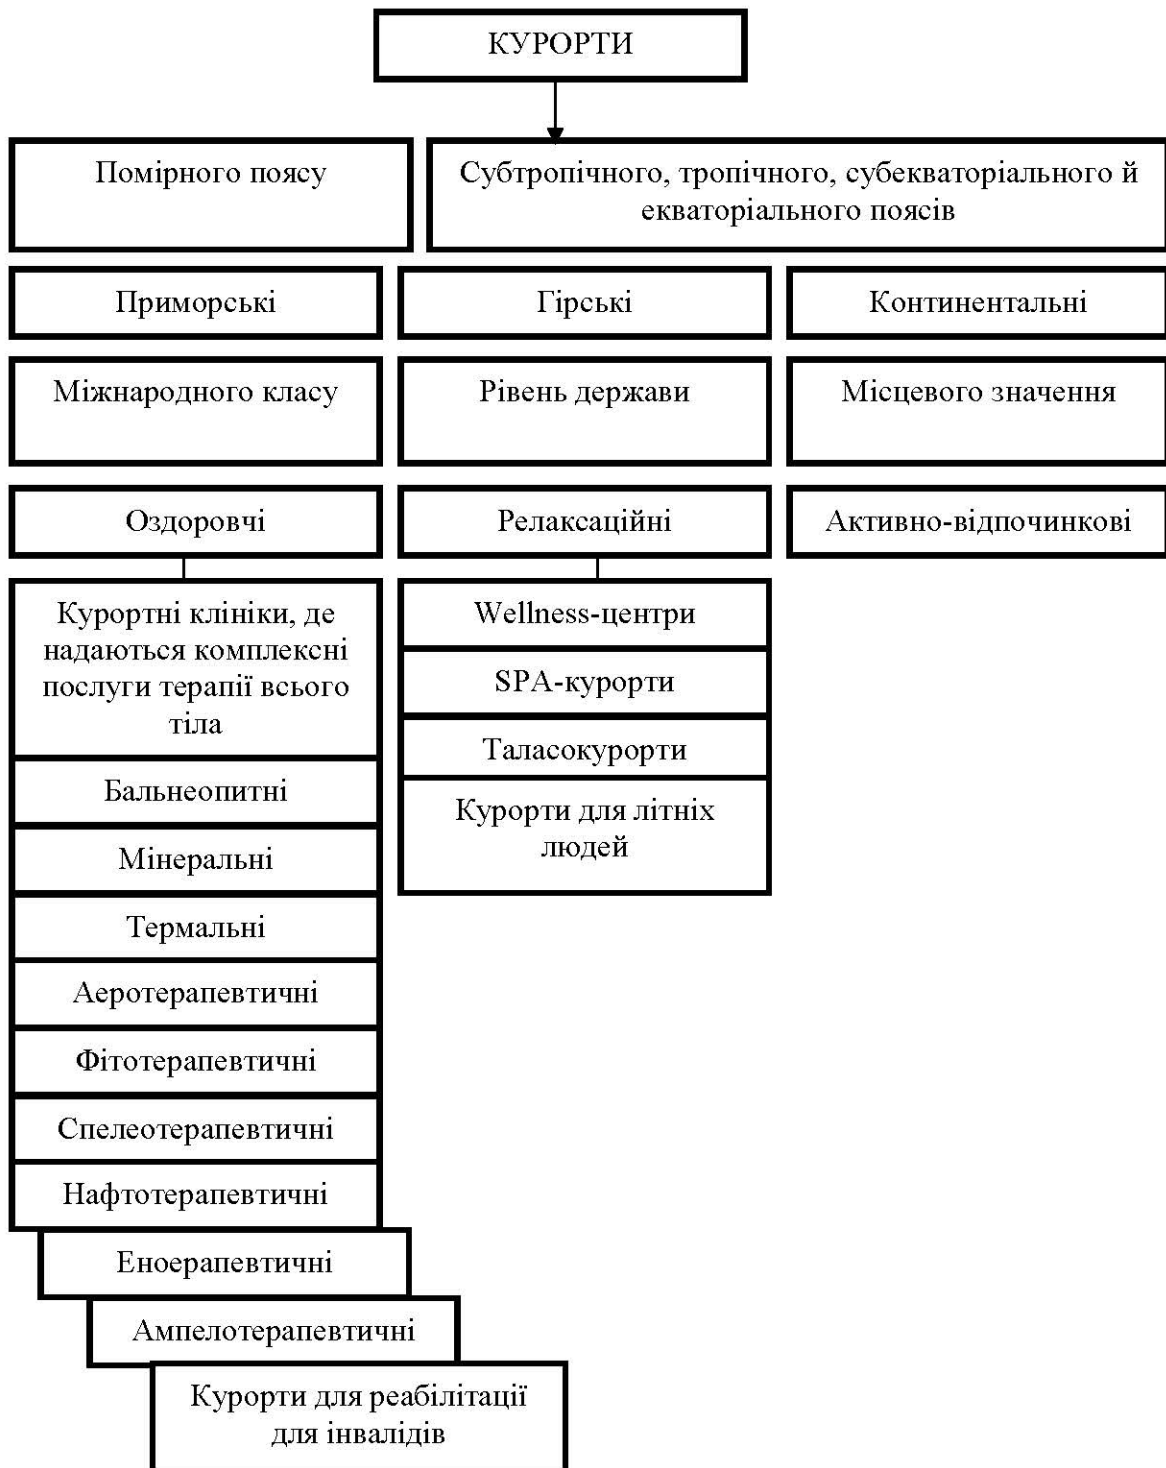 КУРОРТИ
Помірного поясу
Субтропічного, тропічного, субекваторіального й
екваторіального поясів
Приморські
Гірські
Континентальні
Міжнародного класу
Рівень держави
Місцевого значення
Оздоровчі
Релаксаційні
Активно-відпочинкові
Курортні клініки, де
надаються комплексні
послуги терапії всього
тіла
Бальнеопитні
Мінеральні
Термальні
Аеротерапевтичні
Фітотерапевтичні
Спелеотерапевтичні
Нафтотерапевтичні
Еноерапевтичні
Ампелотерапевтичні
Курорти для реабілітації
для інвалідів
Wellness-центри
SPA-курорти
Таласокурорти
Курорти для літніх
людей